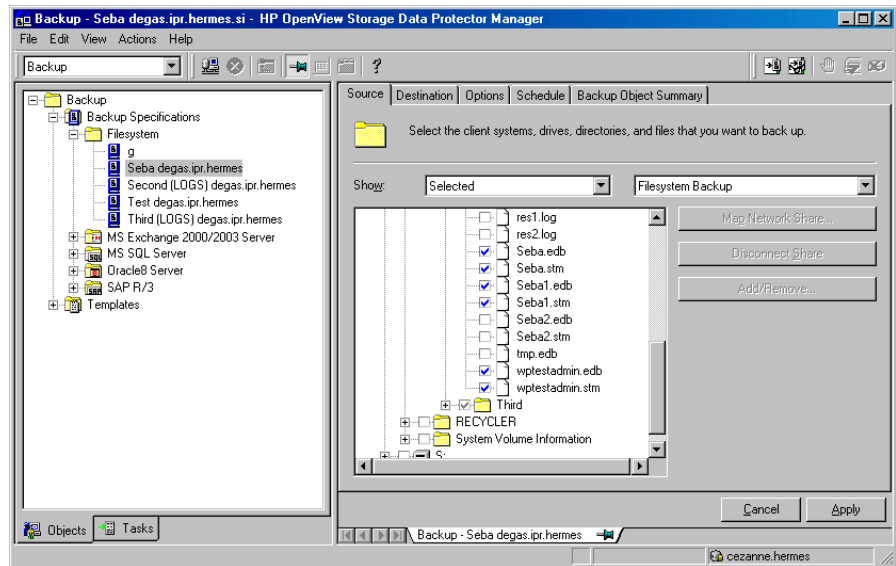 Backup - Seba degas.ipr.hermes.si - HP OpenView Storage Data Protector Manager
File Edit View Actions Help
Backup
Backup
Backup Specifications
Filesystem
g
Seba degas.ipr.hermes
Second (LOGS) degas.ipr.hermes
Test degas.ipr.hermes
Third (LOGS) degas.ipr.hermes
MS Exchange 2000/2003 Server
MS SQL Server
Oracle8 Server
SAP R/3
Templates
Objects Tasks
Source Destination Options Schedule Backup Object Summary
Select the client systems, drives, directories, and files that you want to back up.
Show: Selected Filesystem Backup
res1.log
res2.log
Seba.edb
Seba.stm
Seba1.edb
Seba1.stm
Seba2.edb
Seba2.stm
tmp.edb
wptestadmin.edb
wptestadmin.stm
Third
RECYCLER
System Volume Information
S:
Map Network Share...
Disconnect Share
Add/Remove...
Cancel Apply
Backup - Seba degas.ipr.hermes
cezanne.hermes